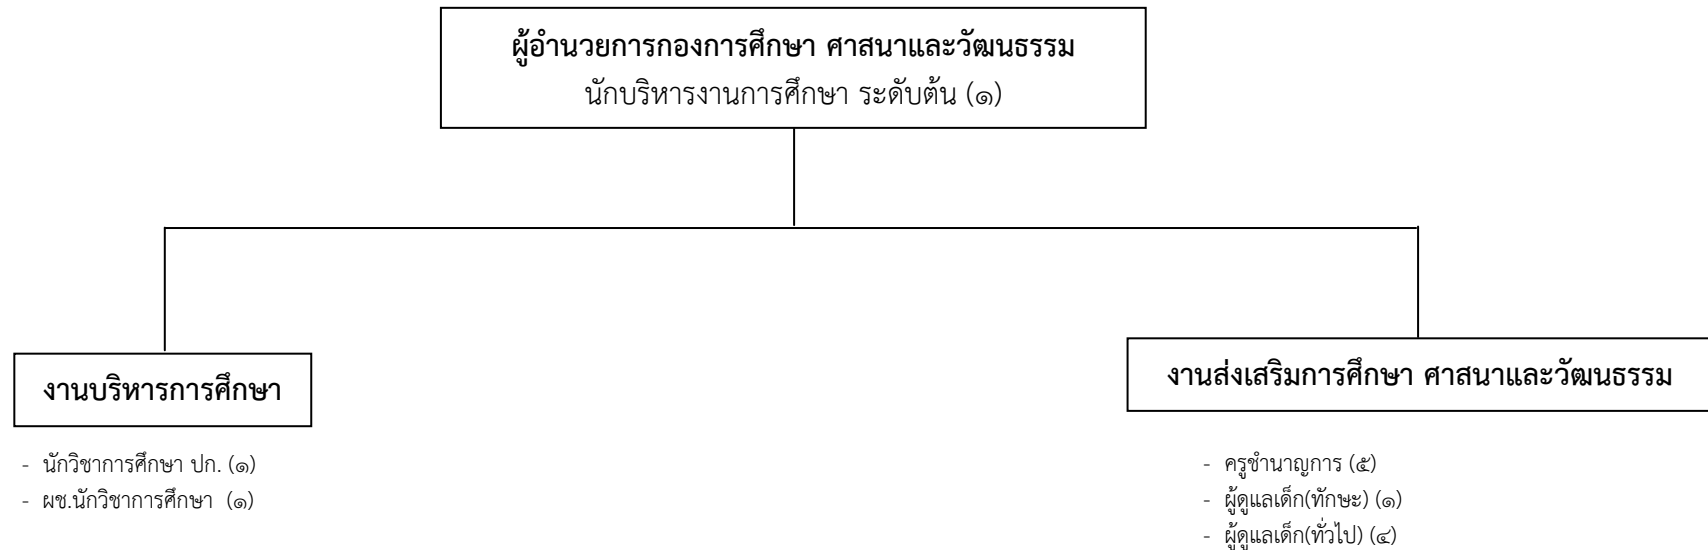 ผู้อำนวยการกองการศึกษา ศาสนาและวัฒนธรรม
นักบริหารงานการศึกษา ระดับต้น (๑)
งานบริหารการศึกษา
- นักวิชาการศึกษา ปก. (๑)
- ผช.นักวิชาการศึกษา (๑)
งานส่งเสริมการศึกษา ศาสนาและวัฒนธรรม
- ครูชำนาญการ (๕)
- ผู้ดูแลเด็ก(ทักษะ) (๑)
- ผู้ดูแลเด็ก(ทั่วไป) (๔)